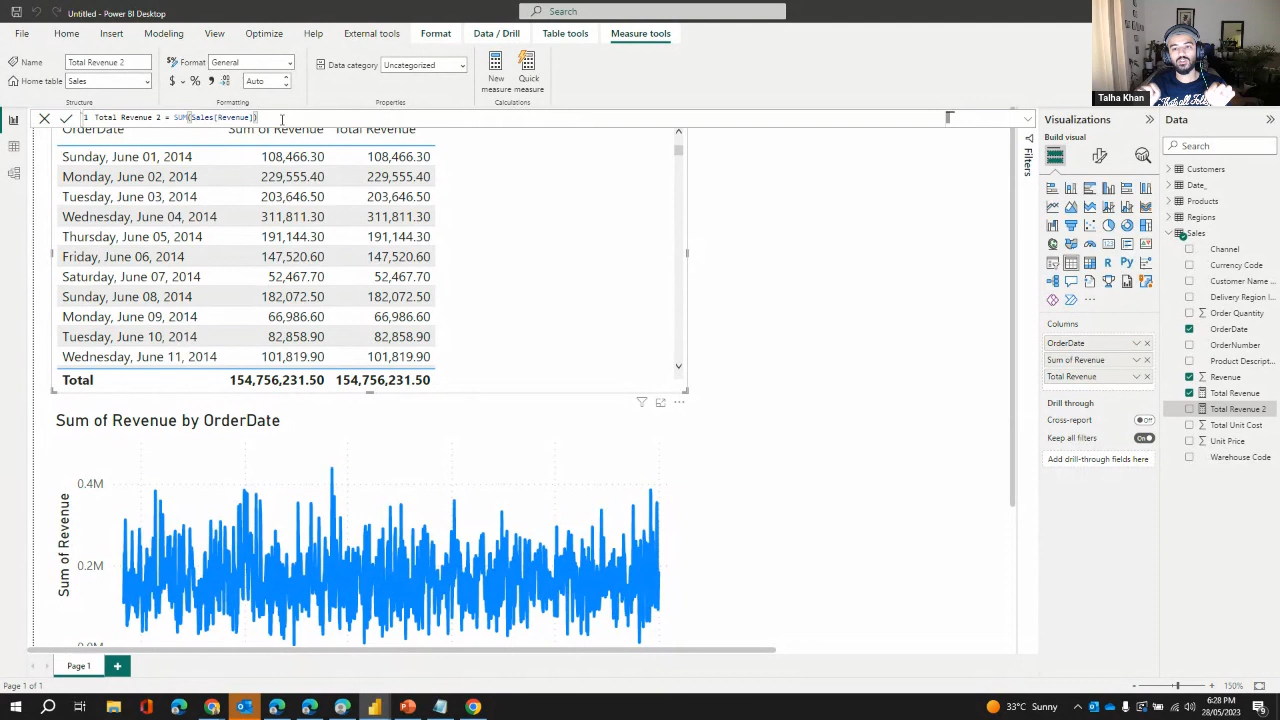 Untitled - Power BI Desktop
Search
File
Home
Insert
Modeling
View
Optimize
Help
External tools
Format
Data / Drill
Table tools
Measure tools
Name
Total Revenue 2
Format
General
Data category
Uncategorized
New measure
Quick measure
Home table
Sales
$
%
Auto
Structure
Formatting
Properties
Calculations
Talha Khan
1 Total Revenue 2 = SUM(Sales[Revenue])
OrderDate Sum of Revenue Total Revenue
Sunday, June 01, 2014 108,466.30 108,466.30
Monday, June 02, 2014 229,555.40 229,555.40
Tuesday, June 03, 2014 203,646.50 203,646.50
Wednesday, June 04, 2014 311,811.30 311,811.30
Thursday, June 05, 2014 191,144.30 191,144.30
Friday, June 06, 2014 147,520.60 147,520.60
Saturday, June 07, 2014 52,467.70 52,467.70
Sunday, June 08, 2014 182,072.50 182,072.50
Monday, June 09, 2014 66,986.60 66,986.60
Tuesday, June 10, 2014 82,858.90 82,858.90
Wednesday, June 11, 2014 101,819.90 101,819.90
Total 154,756,231.50 154,756,231.50
Sum of Revenue by OrderDate
Sum of Revenue
0.4M
0.2M
0.0M
Filters
Visualizations
Build visual
Columns
OrderDate
Sum of Revenue
Total Revenue
Drill through
Cross-report Off
Keep all filters On
Add drill-through fields here
Data
Search
Customers
Date_
Products
Regions
Sales
Channel
Currency Code
Customer Name ...
Delivery Region I...
Order Quantity
OrderDate
OrderNumber
Product Descript...
Revenue
Total Revenue
Total Revenue 2
Total Unit Cost
Unit Price
Warehouse Code
Page 1
Page 1 of 1
150%
33°C Sunny
6:28 PM
28/05/2023